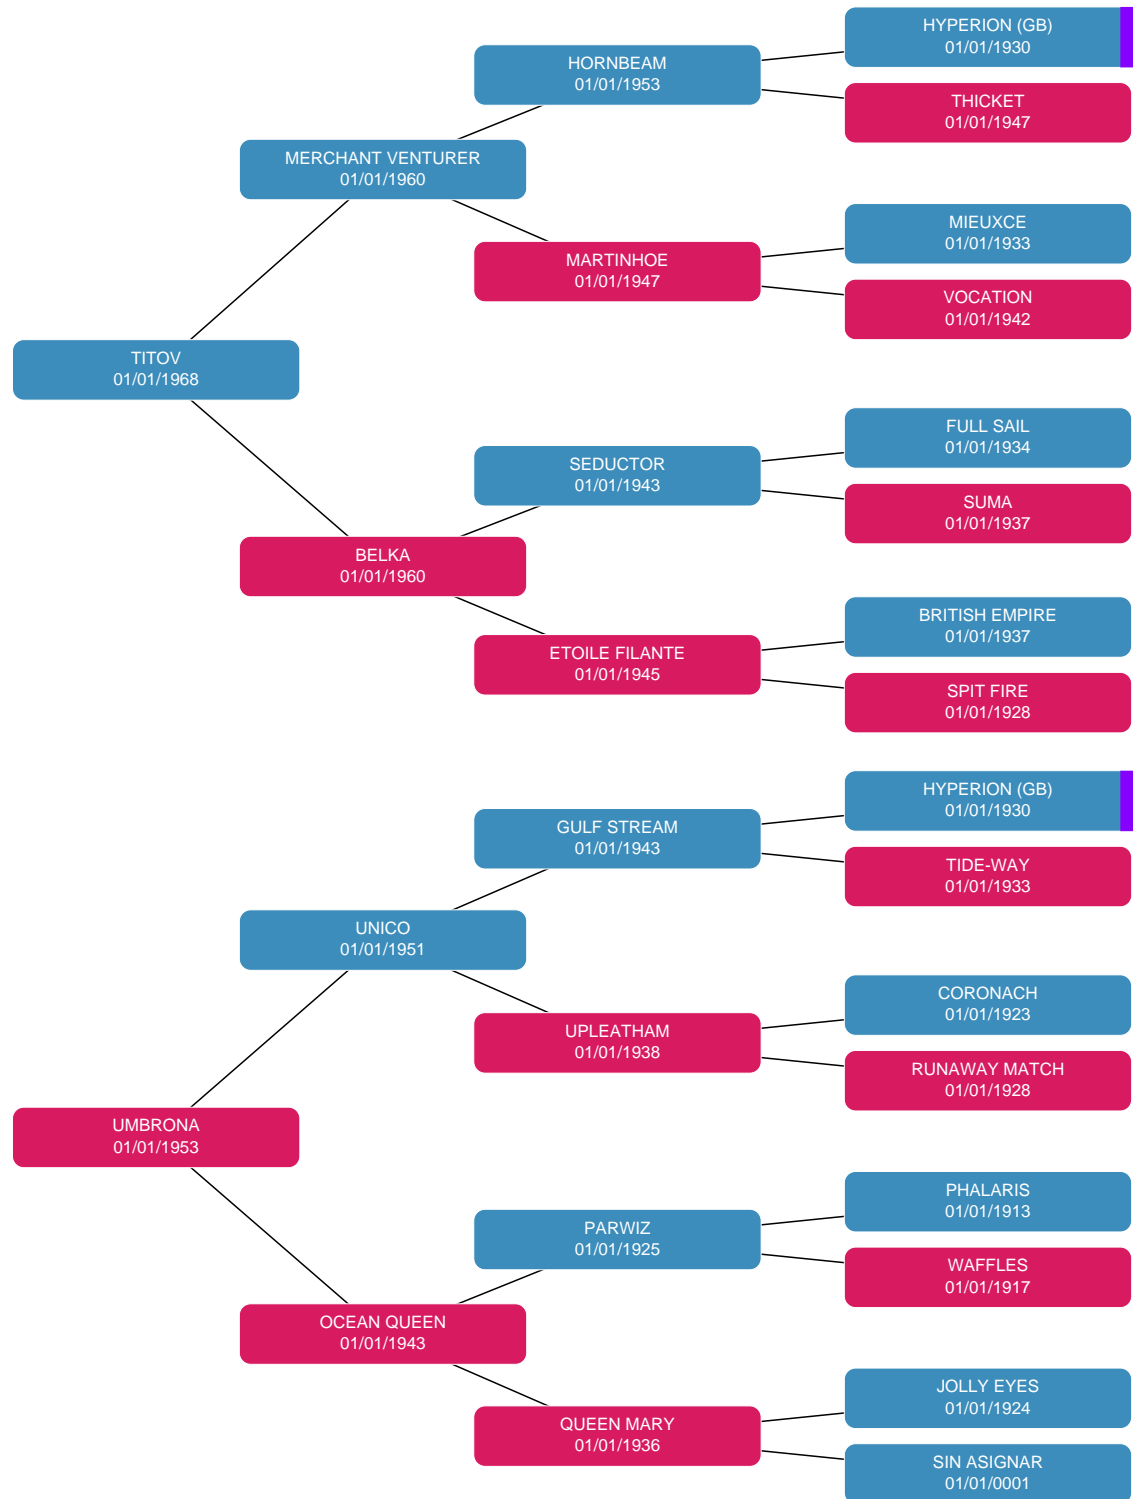 HYPERION (GB)
01/01/1930
HORNBEAM
01/01/1953
THICKET
01/01/1947
MERCHANT VENTURER
01/01/1960
MIEUXCE
01/01/1933
MARTINHOE
01/01/1947
VOCATION
01/01/1942
TITOV
01/01/1968
FULL SAIL
01/01/1934
SEDUCTOR
01/01/1943
SUMA
01/01/1937
BELKA
01/01/1960
BRITISH EMPIRE
01/01/1937
ETOILE FILANTE
01/01/1945
SPIT FIRE
01/01/1928
HYPERION (GB)
01/01/1930
GULF STREAM
01/01/1943
TIDE-WAY
01/01/1933
UNICO
01/01/1951
CORONACH
01/01/1923
UPLEATHAM
01/01/1938
RUNAWAY MATCH
01/01/1928
UMBRONA
01/01/1953
PHALARIS
01/01/1913
PARWIZ
01/01/1925
WAFFLES
01/01/1917
OCEAN QUEEN
01/01/1943
JOLLY EYES
01/01/1924
QUEEN MARY
01/01/1936
SIN ASIGNAR
01/01/0001